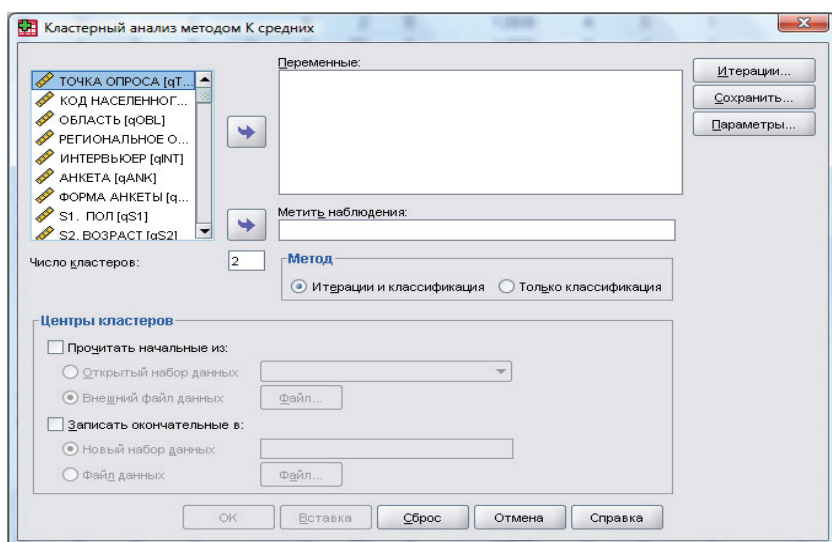 Кластерный анализ методом К средних
Переменные:
ТОЧКА ОПРОСА [qT...
КОД НАСЕЛЕННОГ...
ОБЛАСТЬ [qOBL]
РЕГИОНАЛЬНОЕ О...
ИНТЕРВЬЮЕР [qINT]
АНКЕТА [qANK]
ФОРМА АНКЕТЫ [q...
S1. ПОЛ [qS1]
S2. ВОЗРАСТ [qS2]
Итерации...
Сохранить...
Параметры...
Метить наблюдения:
Число кластеров: 2
Метод
Итерации и классификация Только классификация
Центры кластеров
Прочитать начальные из:
Открытый набор данных
Внешний файл данных Файл...
Записать окончательные в:
Новый набор данных
Файл данных Файл...
OK Вставка Сброс Отмена Справка